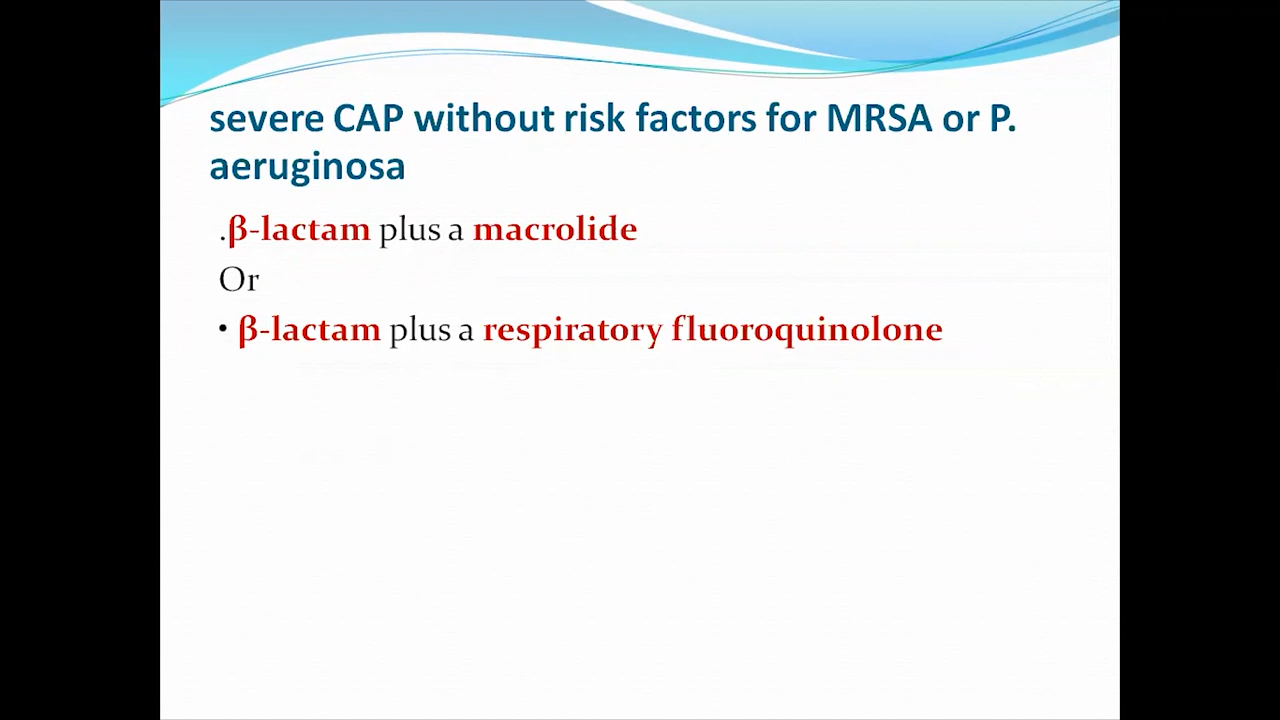 severe CAP without risk factors for MRSA or P.
aeruginosa
.β-lactam plus a macrolide
Or
• β-lactam plus a respiratory fluoroquinolone